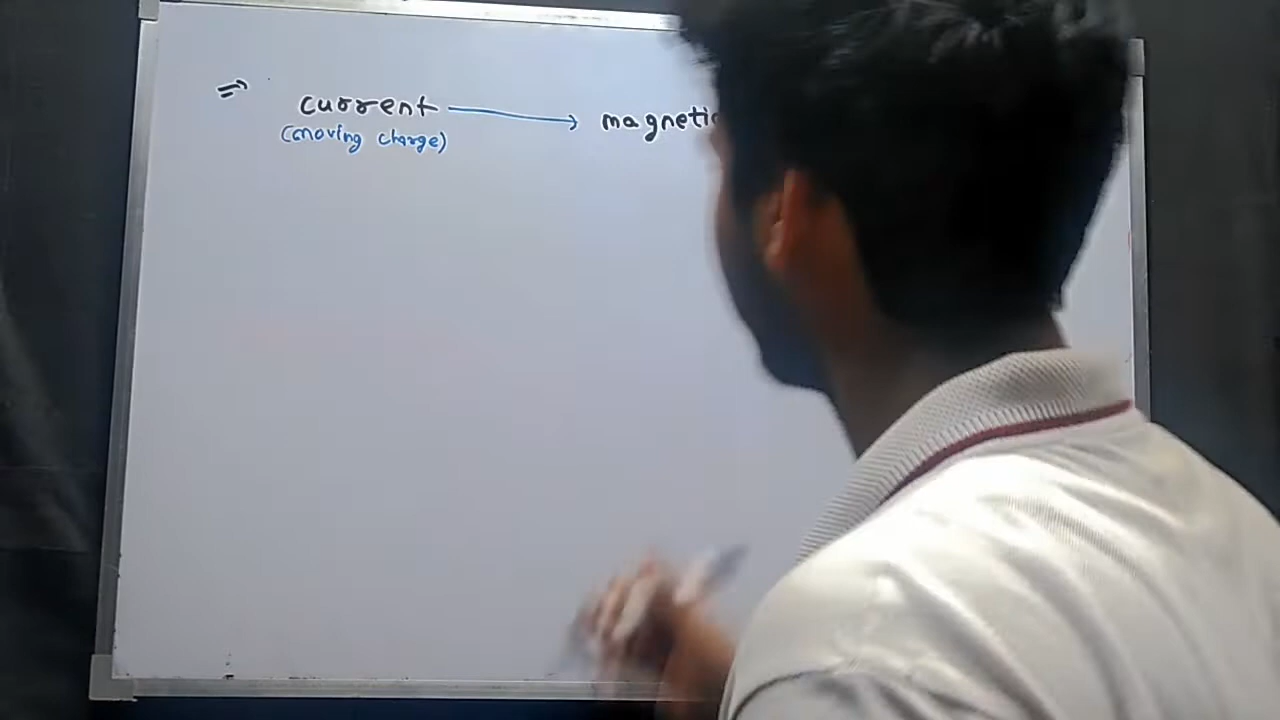 ⇒ current → magnetic
(moving charge)